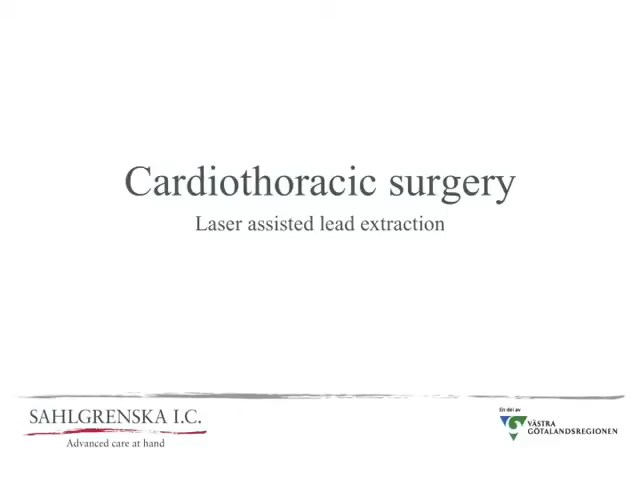 Cardiothoracic surgery
Laser assisted lead extraction
SAHLGRENSKA I.C.
Advanced care at hand
En del av
VÄSTRA
GÖTALANDSREGIONEN